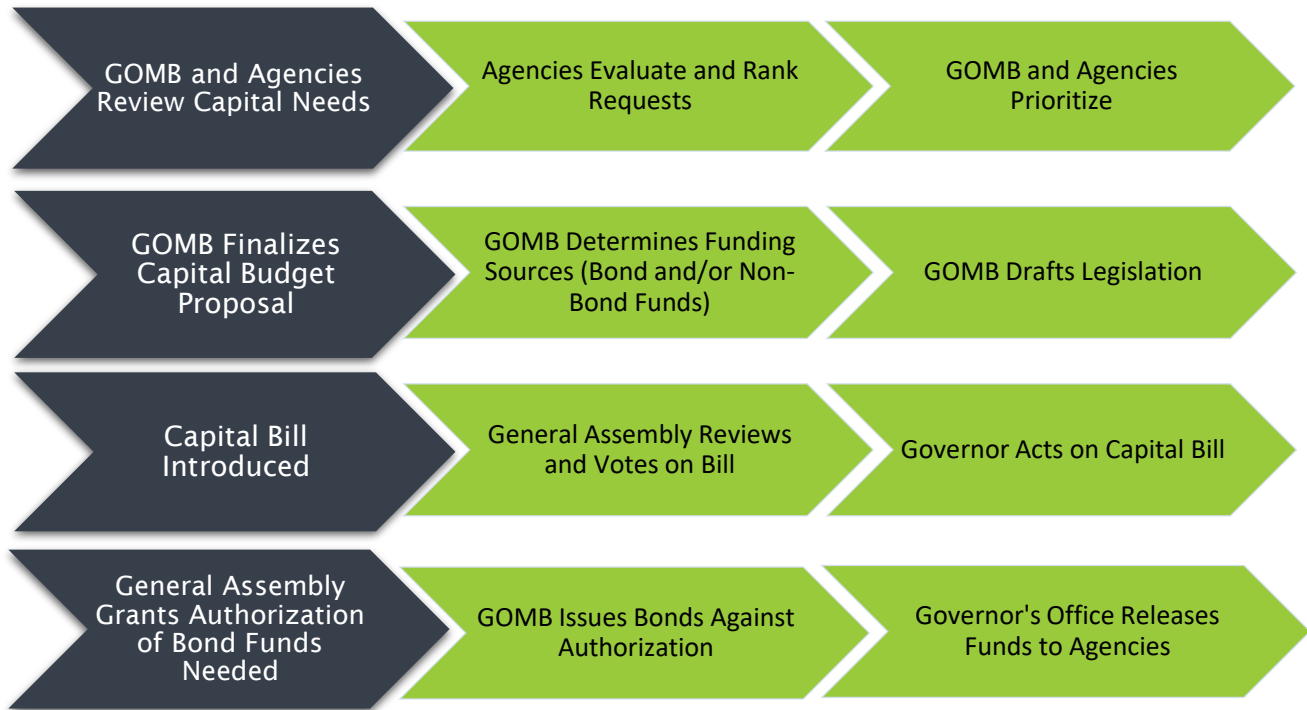 GOMB and Agencies
Review Capital Needs
Agencies Evaluate and Rank
Requests
GOMB and Agencies
Prioritize
GOMB Finalizes
Capital Budget
Proposal
GOMB Determines Funding
Sources (Bond and/or Non-
Bond Funds)
GOMB Drafts Legislation
Capital Bill
Introduced
General Assembly Reviews
and Votes on Bill
Governor Acts on Capital Bill
General Assembly
Grants Authorization
of Bond Funds
Needed
GOMB Issues Bonds Against
Authorization
Governor's Office Releases
Funds to Agencies